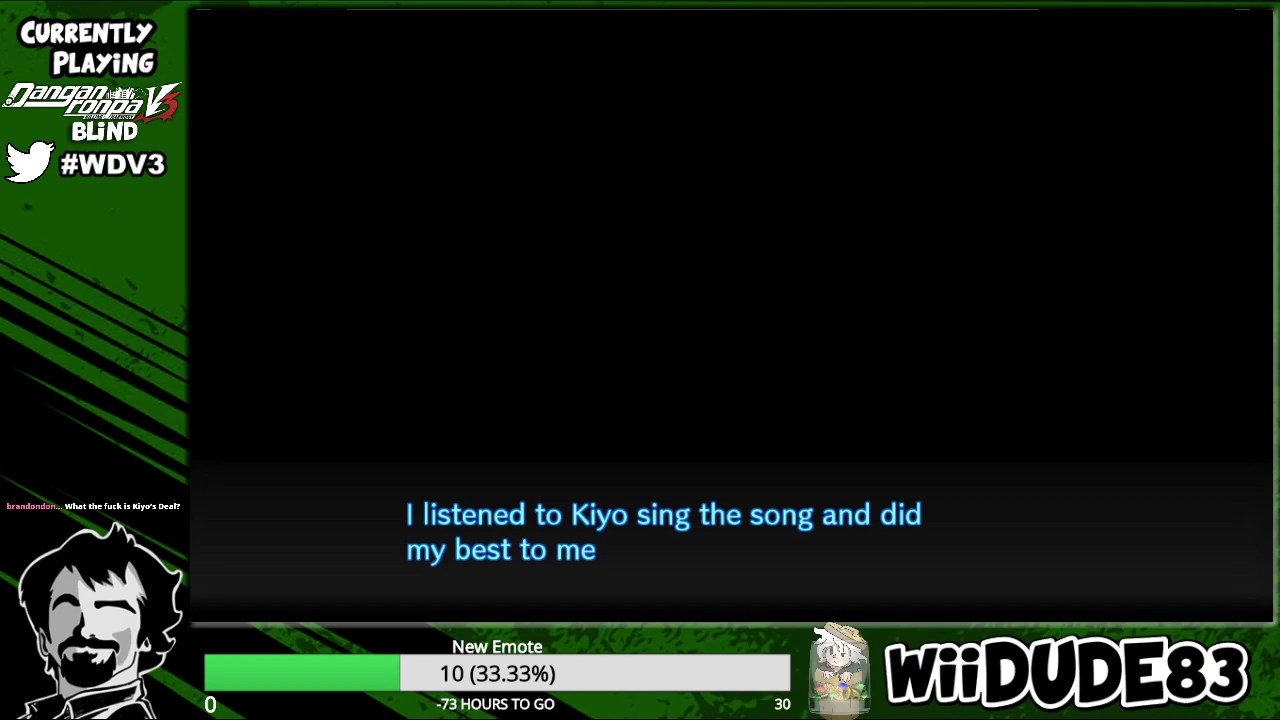 CURRENTLY
PLAYING
Danganronpa V3
BLIND
#WDV3
brandondon... What the fuck is Kiyo's Deal?
I listened to Kiyo sing the song and did
my best to me
New Emote
10 (33.33%)
0
-73 HOURS TO GO
30
WiiDUDE83